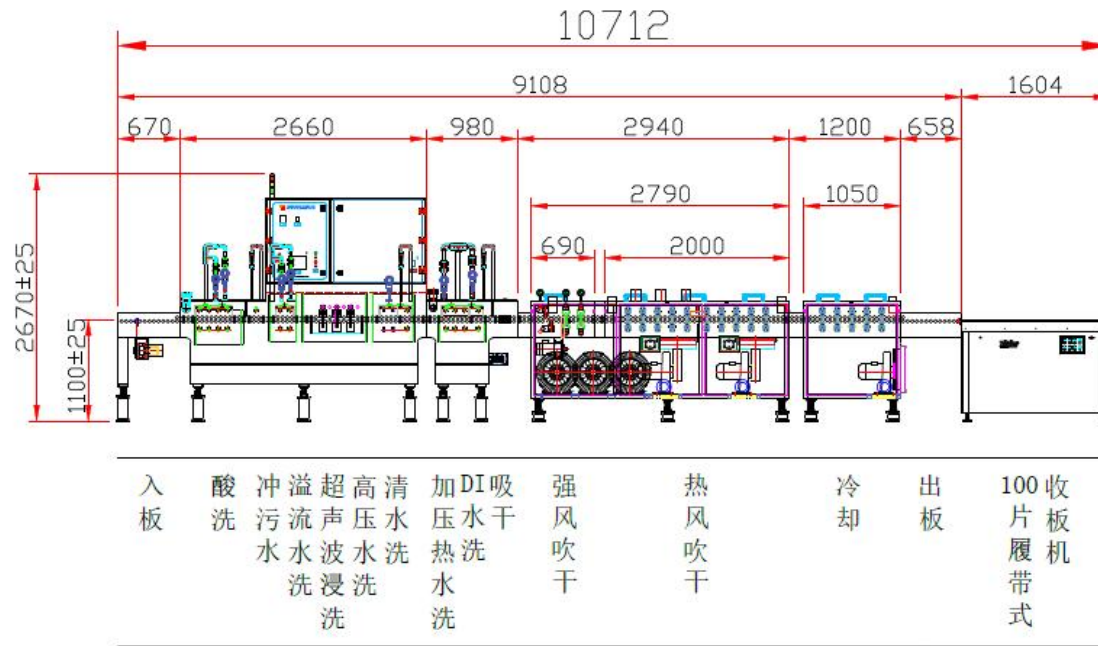 10712
9108
1604
670
2660
980
2940
1200
658
2790
1050
690
2000
2670±25
1100±25
入板
酸洗
冲污水
溢流水洗
超声波浸洗
高压水洗
清水洗
加压热水洗
DI水洗
吸干
强风吹干
热风吹干
冷却
出板
100片履带式
收板机